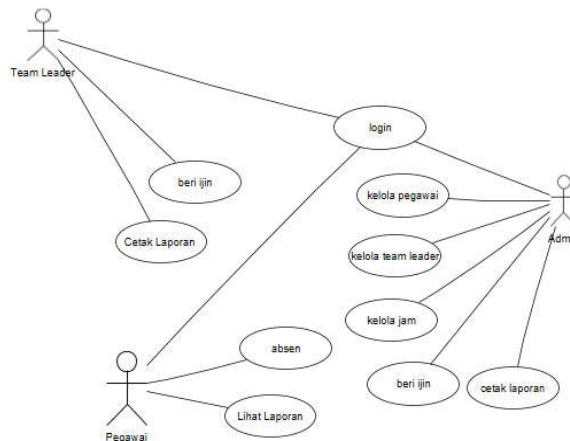 Team Leader
login
beri ijin
kelola pegawai
Adm
Cetak Laporan
kelola team leader
kelola jam
absen
beri ijin
cetak laporan
Lihat Laporan
Pegawai